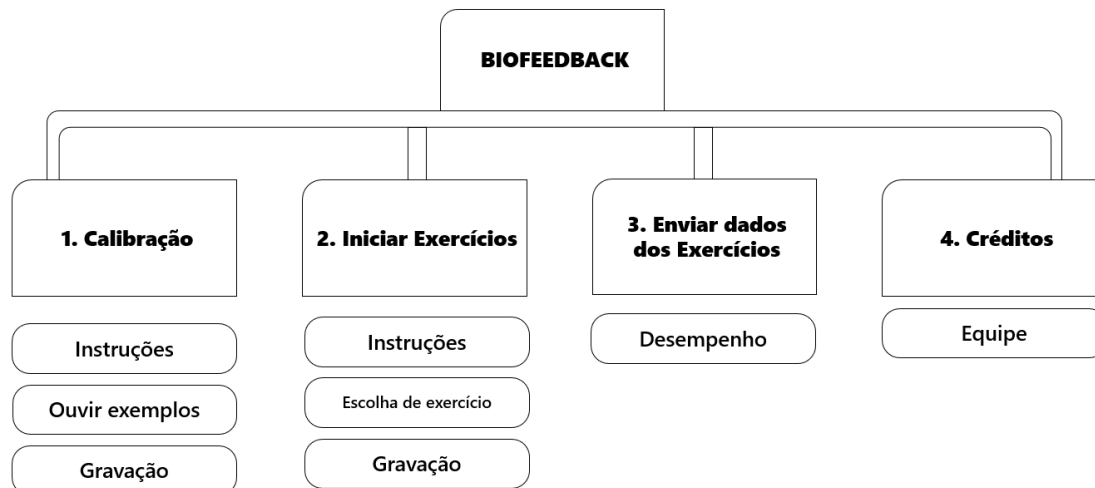 BIOFEEDBACK
1. Calibração
Instruções
Ouvir exemplos
Gravação
2. Iniciar Exercícios
Instruções
Escolha de exercício
Gravação
3. Enviar dados
dos Exercícios
Desempenho
4. Créditos
Equipe